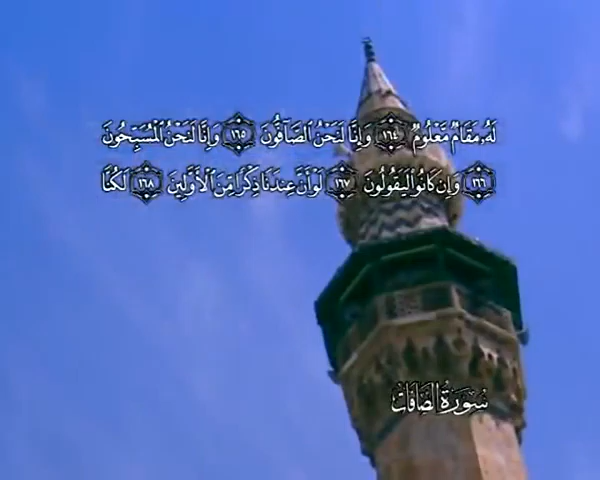 لَهُۥ مَقَامٌ مَّعْلُومٌ ١٦٤ وَإِنَّا لَنَحْنُ ٱلصَّآفُّونَ ١٦٥ وَإِنَّا لَنَحْنُ ٱلْمُسَبِّحُونَ
١٦٦ وَإِن كَانُوا۟ لَيَقُولُونَ ١٦٧ لَوْ أَنَّ عِندَنَا ذِكْرًا مِّنَ ٱلْأَوَّلِينَ ١٦٨ لَكُنَّا
سُورَةُ الصَّافَّات